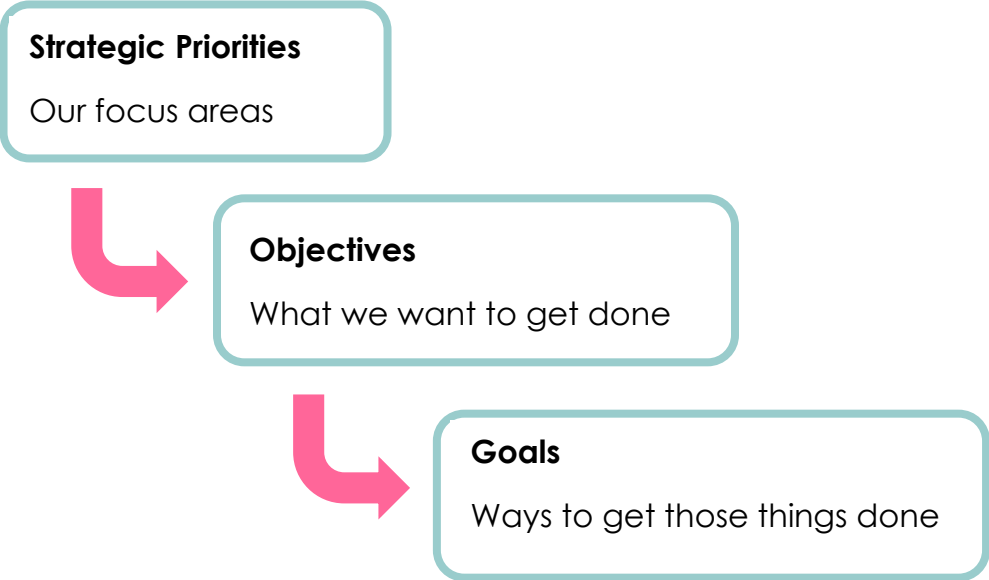 Strategic Priorities
Our focus areas
Objectives
What we want to get done
Goals
Ways to get those things done